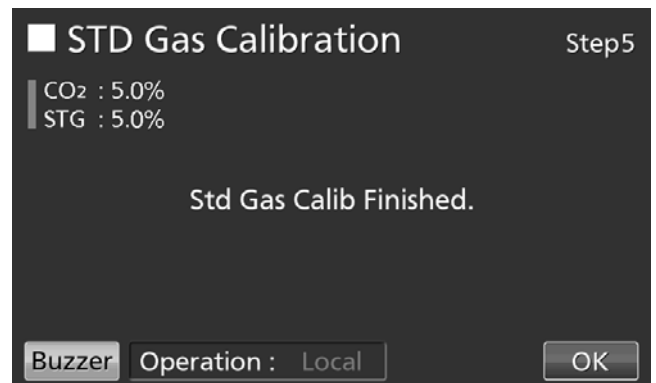 STD Gas Calibration
Step5
CO2 : 5.0%
STG : 5.0%
Std Gas Calib Finished.
Buzzer
Operation : Local
OK